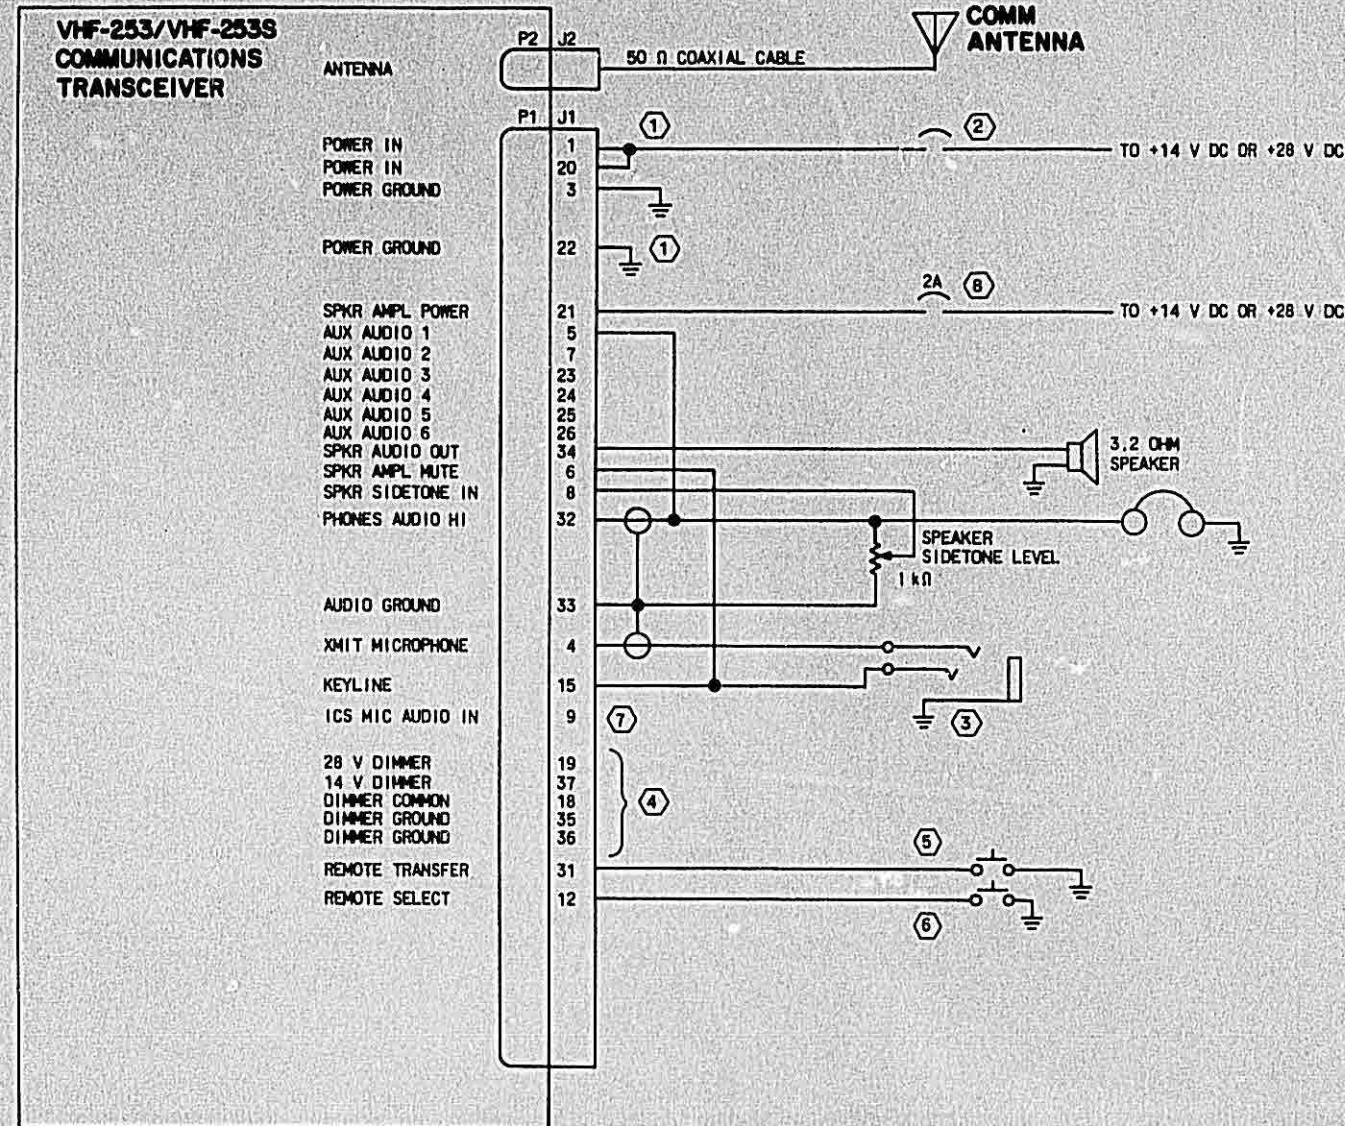 VHF-253/VHF-253S
COMMUNICATIONS
TRANSCEIVER
COMM
ANTENNA
P2 J2
ANTENNA
50 Ω COAXIAL CABLE
P1 J1
POWER IN 1 ① ② TO +14 V DC OR +28 V DC
POWER IN 20
POWER GROUND 3
POWER GROUND 22 ①
2A ⑧
SPKR AMPL POWER 21 TO +14 V DC OR +28 V DC
AUX AUDIO 1 5
AUX AUDIO 2 7
AUX AUDIO 3 23
AUX AUDIO 4 24
AUX AUDIO 5 25
AUX AUDIO 6 26
SPKR AUDIO OUT 34
3.2 OHM
SPEAKER
SPKR AMPL MUTE 6
SPKR SIDETONE IN 8
PHONES AUDIO HI 32
SPEAKER
SIDETONE LEVEL
1 kΩ
AUDIO GROUND 33
XMIT MICROPHONE 4
KEYLINE 15
ICS MIC AUDIO IN 9 ⑦ ③
28 V DIMMER 19
14 V DIMMER 37
DIMMER COMMON 18 ④
DIMMER GROUND 35
DIMMER GROUND 36
⑤
REMOTE TRANSFER 31
REMOTE SELECT 12
⑥